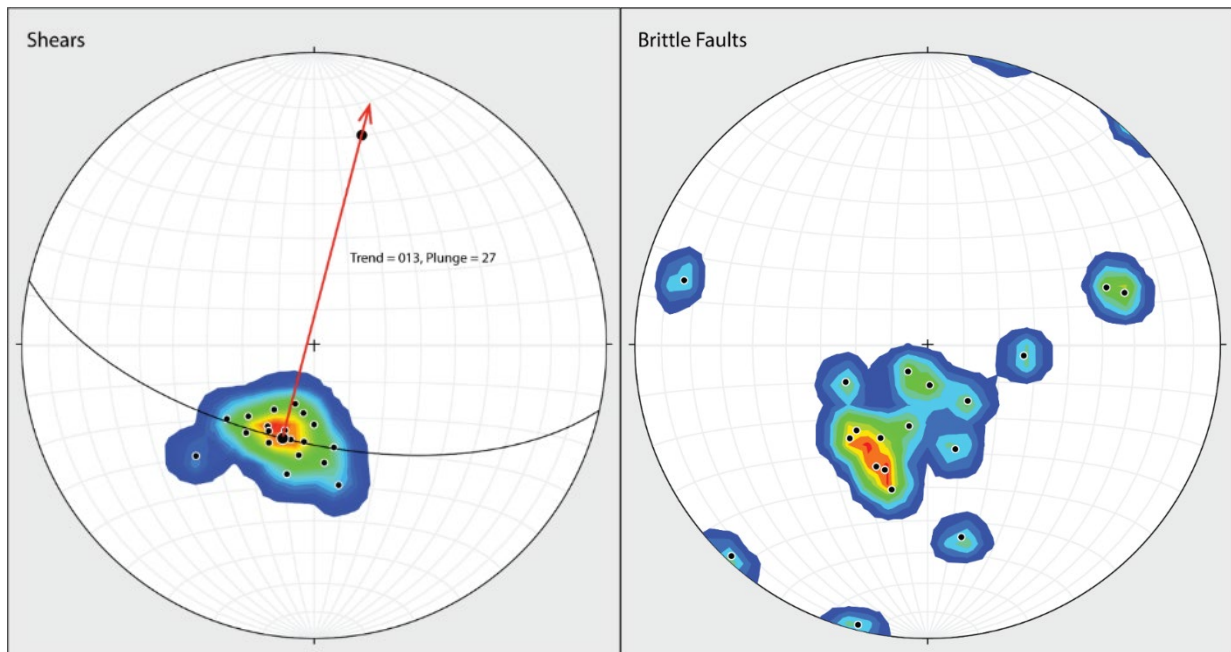 Shears
Brittle Faults
Trend = 013, Plunge = 27